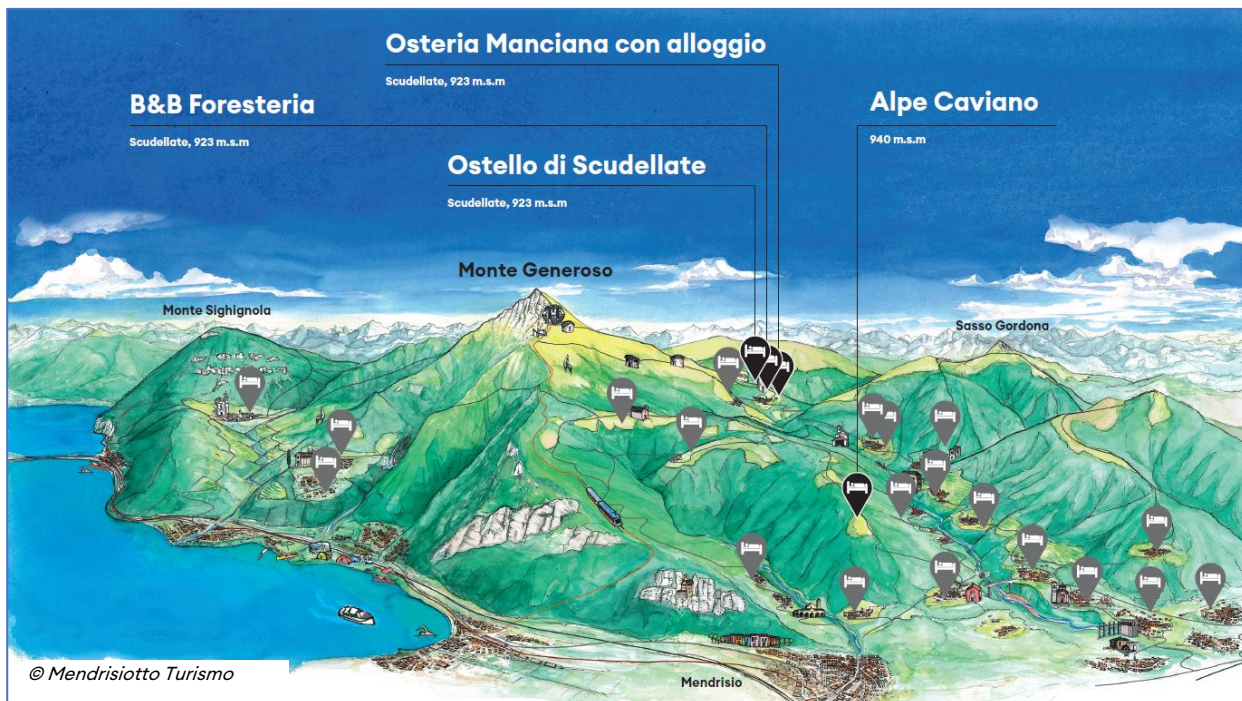 Osteria Manciana con alloggio
Scudellate, 923 m.s.m
B&B Foresteria
Scudellate, 923 m.s.m
Alpe Caviano
940 m.s.m
Ostello di Scudellate
Scudellate, 923 m.s.m
Monte Generoso
Monte Sighignola
Sasso Gordona
Mendrisio
© Mendrisiotto Turismo